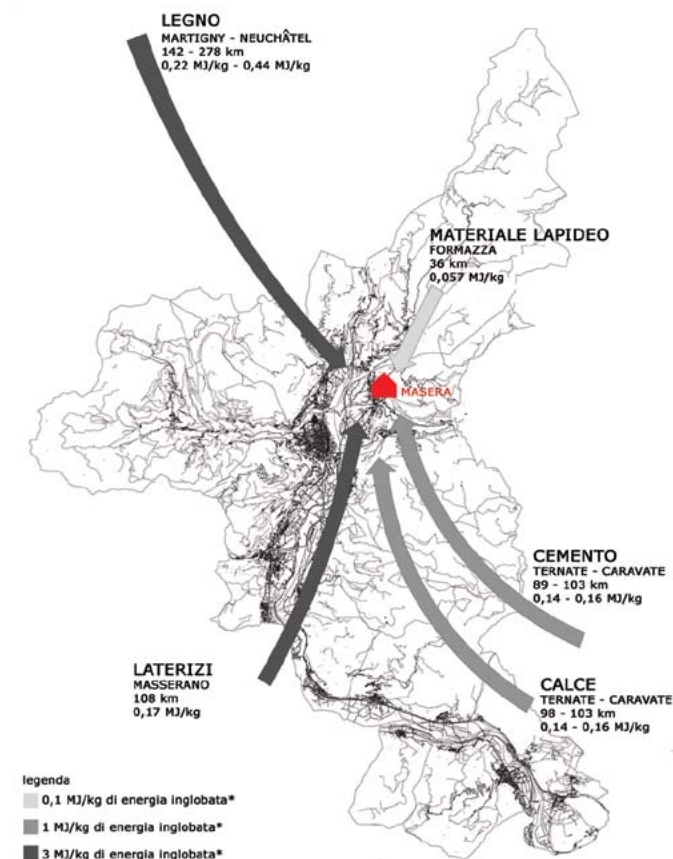 LEGNO
MARTIGNY - NEUCHÂTEL
142 - 278 km
0,22 MJ/kg - 0,44 MJ/kg
MATERIALE LAPIDEO
FORMAZZA
36 km
0,057 MJ/kg
MASERA
CEMENTO
TERNATE - CARAVATE
89 - 103 km
0,14 - 0,16 MJ/kg
LATERIZI
MASSERANO
108 km
0,17 MJ/kg
CALCE
TERNATE - CARAVATE
98 - 103 km
0,14 - 0,16 MJ/kg
legenda
0,1 MJ/kg di energia inglobata*
1 MJ/kg di energia inglobata*
3 MJ/kg di energia inglobata*